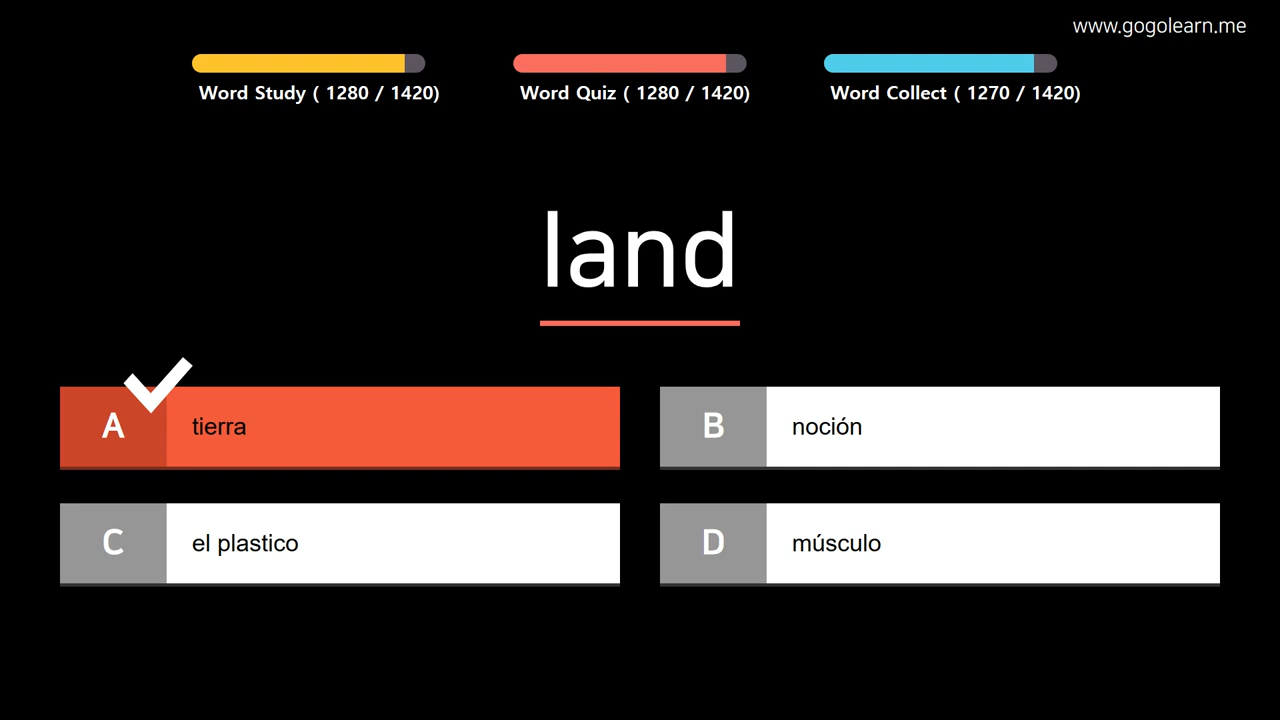 www.gogolearn.me
Word Study ( 1280 / 1420)
Word Quiz ( 1280 / 1420)
Word Collect ( 1270 / 1420)
land
A tierra
B noción
C el plastico
D músculo